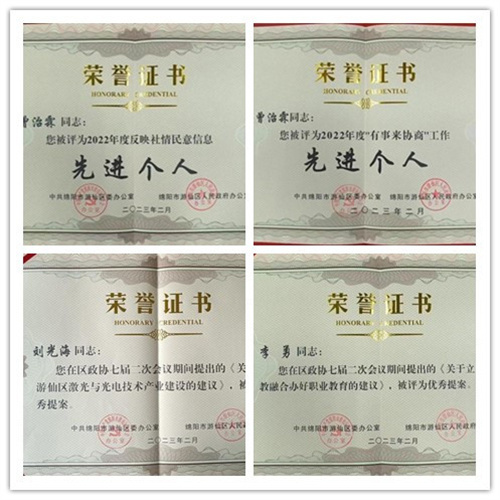 荣誉证书
HONORARY CREDENTIAL
曹治霖同志：
您被评为2022年度反映社情民意信息
先进个人
中共绵阳市游仙区委办公室 绵阳市游仙区人民政府办公室
二〇二三年二月
荣誉证书
HONORARY CREDENTIAL
曹治霖同志：
您被评为2022年度"有事来协商"工作
先进个人
中共绵阳市游仙区委办公室 绵阳市游仙区人民政府办公室
二〇二三年二月
荣誉证书
HONORARY CREDENTIAL
刘光海同志：
您在区政协七届二次会议期间提出的《关
游仙区激光与光电技术产业建设的建议》，被
秀提案。
中共绵阳市游仙区委办公室 绵阳市游仙区人民政府
二〇二三年二月
荣誉证书
HONORARY CREDENTIAL
李勇同志：
您在区政协七届二次会议期间提出的《关于立
教融合办好职业教育的建议》，被评为优秀提案。
中共绵阳市游仙区委办公室 绵阳市游仙区人民政府
二〇二三年二月